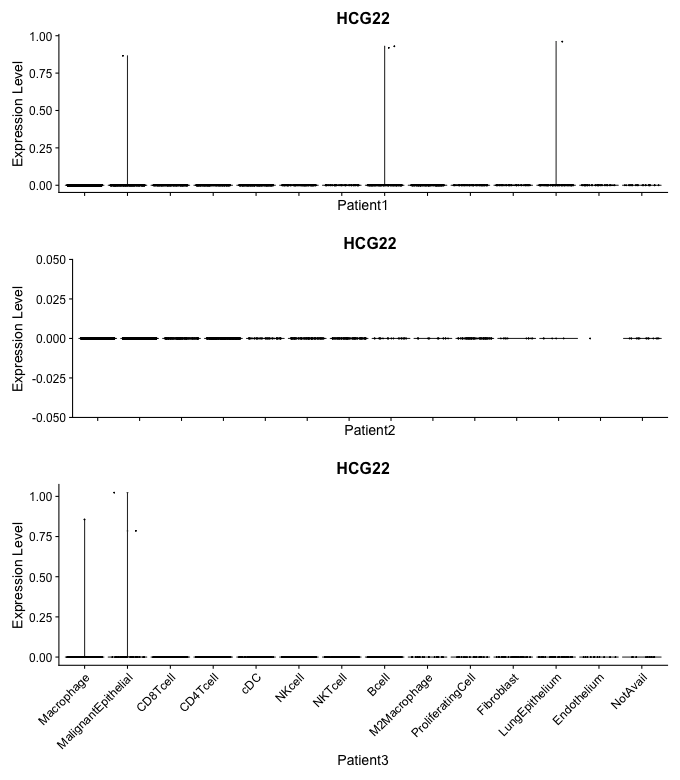 HCG22
Expression Level
1.00
0.75
0.50
0.25
0.00
Patient1
HCG22
Expression Level
0.050
0.025
0.000
-0.025
-0.050
Patient2
HCG22
Expression Level
1.00
0.75
0.50
0.25
0.00
Macrophage
MalignantEpithelial
CD8Tcell
CD4Tcell
cDC
NKcell
NKTcell
Bcell
M2Macrophage
ProliferatingCell
Fibroblast
LungEpithelium
Endothelium
NotAvail
Patient3